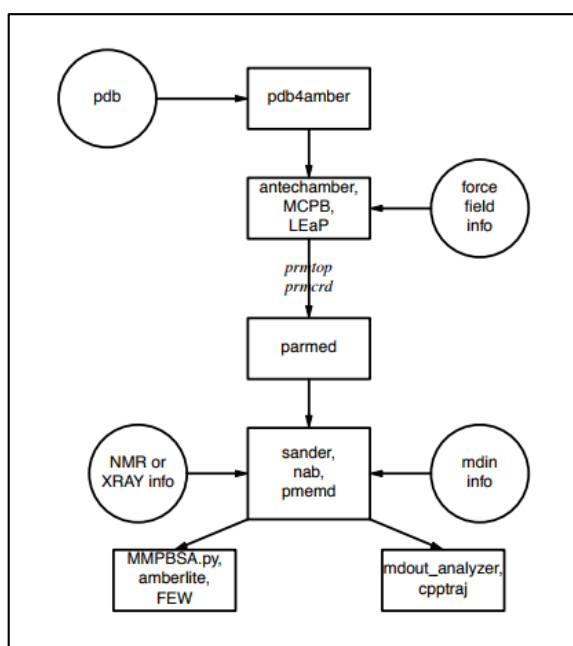 pdb
pdb4amber
antechamber,
MCPB,
LEaP
force
field
info
prmtop
prmcrd
parmed
NMR or
XRAY info
sander,
nab,
pmemd
mdin
info
MMPBSA.py,
amberlite,
FEW
mdout_analyzer,
cpptraj